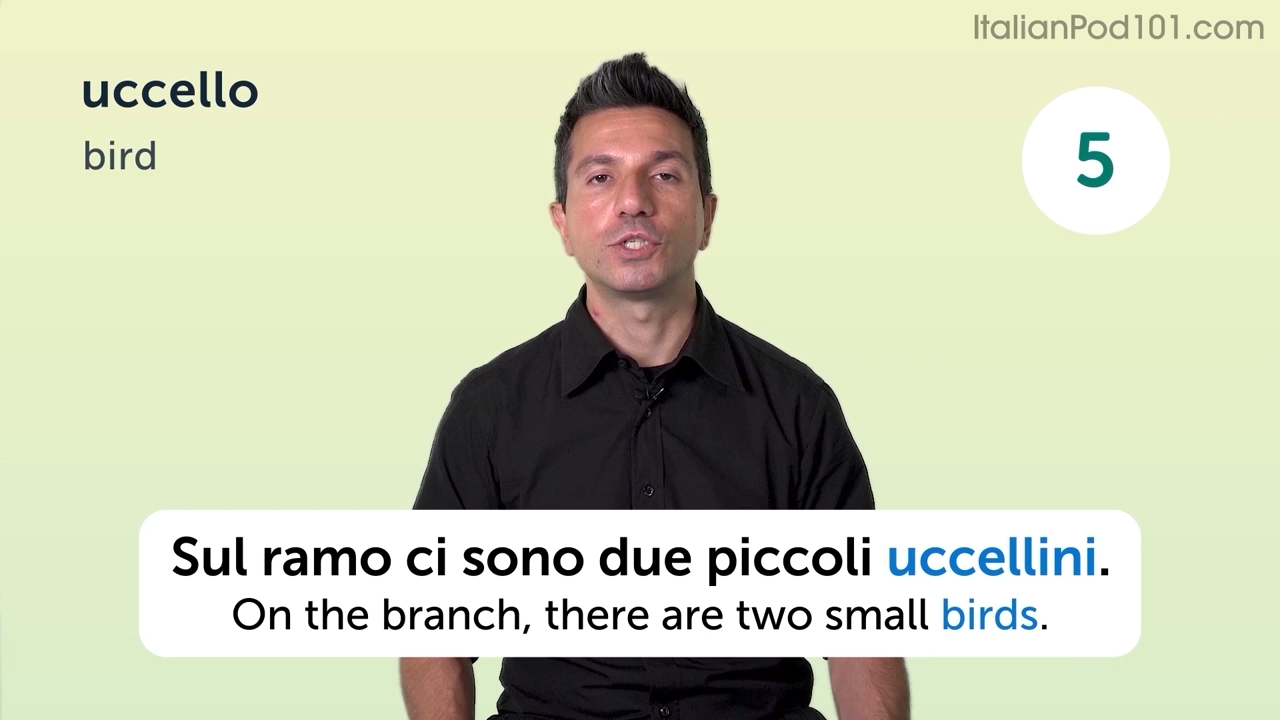 ItalianPod101.com
uccello
bird
5
Sul ramo ci sono due piccoli uccellini.
On the branch, there are two small birds.